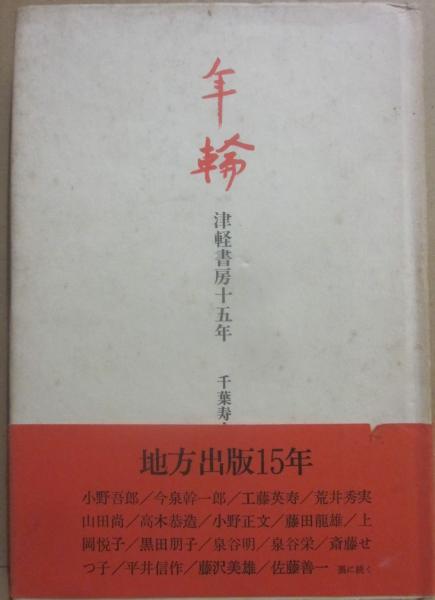 年輪
津軽書房十五年
千葉寿
地方出版15年
小野吾郎/今泉幹一郎/工藤英寿/荒井秀実
山田尚/高木恭造/小野正文/藤田龍雄/上
岡悦子/黒田朋子/泉谷明/泉谷栄/斎藤せ
つ子/平井信作/藤沢美雄/佐藤善一 裏に続く